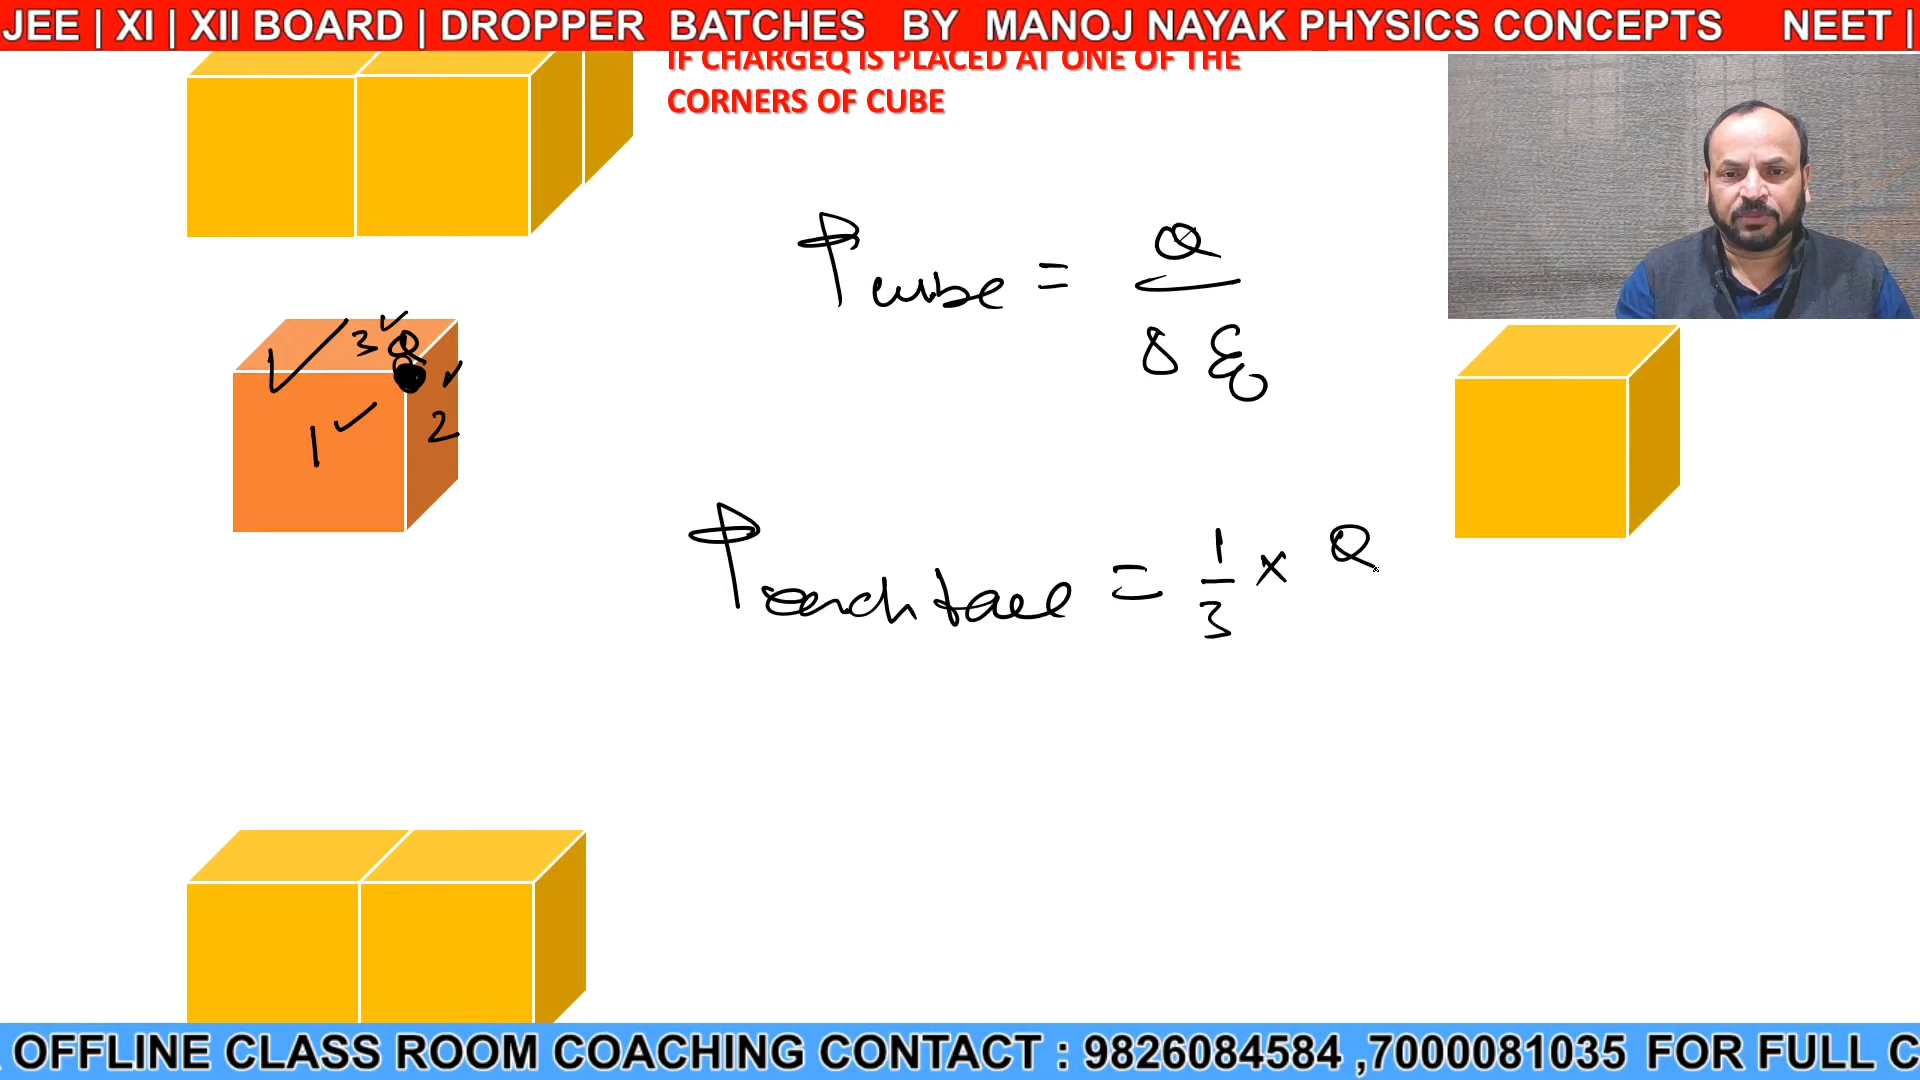 JEE | XI | XII BOARD | DROPPER BATCHES BY MANOJ NAYAK PHYSICS CONCEPTS NEET |
IF CHARGEQ IS PLACED AT ONE OF THE
CORNERS OF CUBE
ϕcube = Q / 8 ε0
3 Q
1 2
ϕeach face = 1/3 × Q
OFFLINE CLASS ROOM COACHING CONTACT : 9826084584 ,7000081035 FOR FULL C